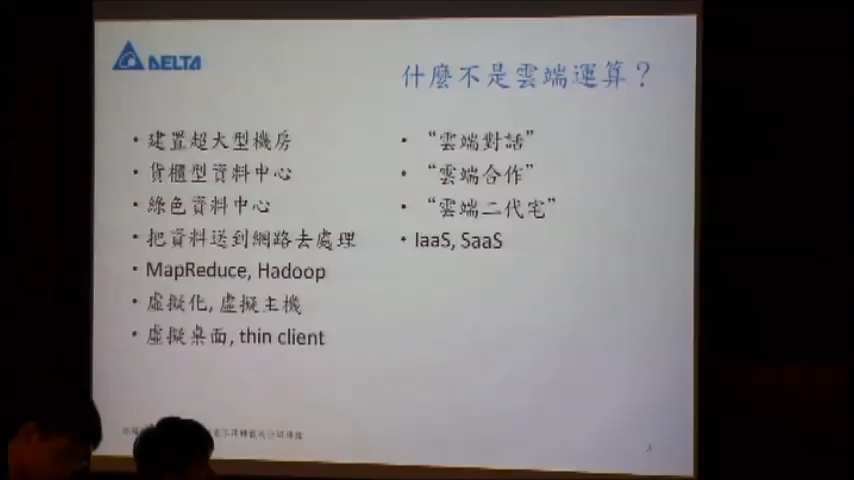 DELTA
什麼不是雲端運算？
• 建置超大型機房
• 貨櫃型資料中心
• 綠色資料中心
• 把資料送到網路去處理
• MapReduce, Hadoop
• 虛擬化, 虛擬主機
• 虛擬桌面, thin client
• “雲端對話”
• “雲端合作”
• “雲端二代宅”
• IaaS, SaaS